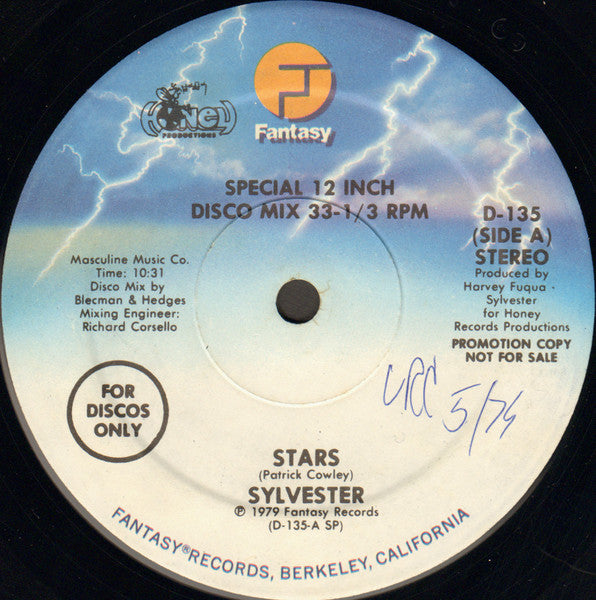 Honey
PRODUCTIONS
Fantasy
SPECIAL 12 INCH
DISCO MIX 33-1/3 RPM
D-135
(SIDE A)
STEREO
Produced by
Harvey Fuqua -
Sylvester
for Honey
Records Productions
PROMOTION COPY
NOT FOR SALE
Masculine Music Co.
Time: 10:31
Disco Mix by
Blecman & Hedges
Mixing Engineer:
Richard Corsello
FOR
DISCOS
ONLY
STARS
(Patrick Cowley)
SYLVESTER
℗ 1979 Fantasy Records
(D-135-A SP)
FANTASY® RECORDS, BERKELEY, CALIFORNIA